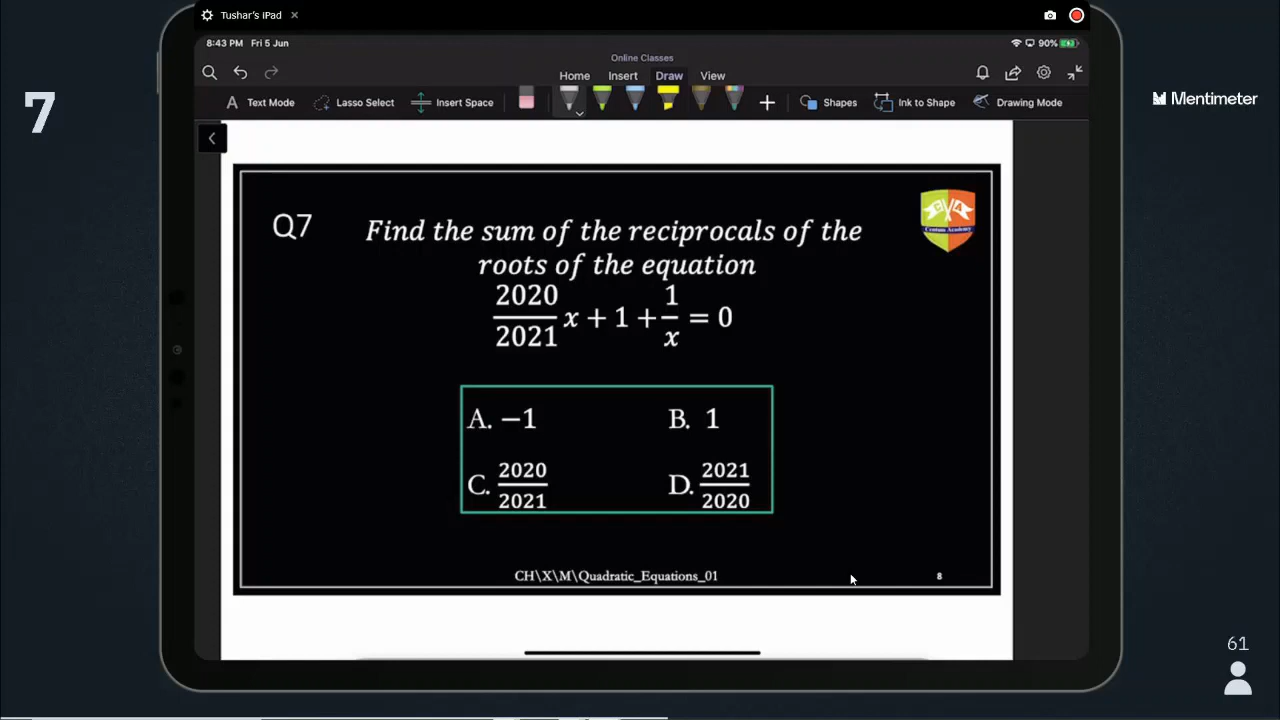 Tushar's iPad
8:43 PM Fri 5 Jun
90%
7
Mentimeter
Online Classes
Home Insert Draw View
Text Mode Lasso Select Insert Space Shapes Ink to Shape Drawing Mode
Q7
Find the sum of the reciprocals of the
roots of the equation
2020/2021 x + 1 + 1/x = 0
A. −1 B. 1
C. 2020/2021 D. 2021/2020
CH\X\M\Quadratic_Equations_01
8
C A
Centum Academy
61